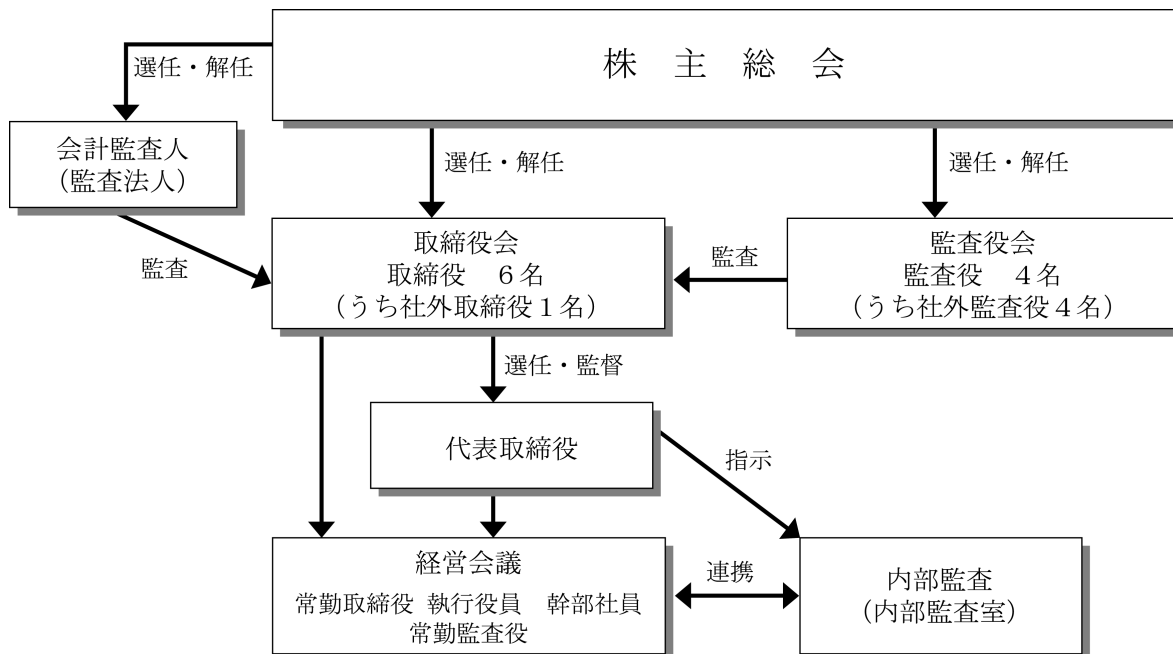 株　主　総　会
選任・解任
会計監査人
（監査法人）
選任・解任
選任・解任
監査
取締役会
取締役　６名
（うち社外取締役１名）
監査
監査役会
監査役　４名
（うち社外監査役４名）
選任・監督
代表取締役
指示
経営会議
常勤取締役 執行役員　幹部社員
常勤監査役
連携
内部監査
（内部監査室）